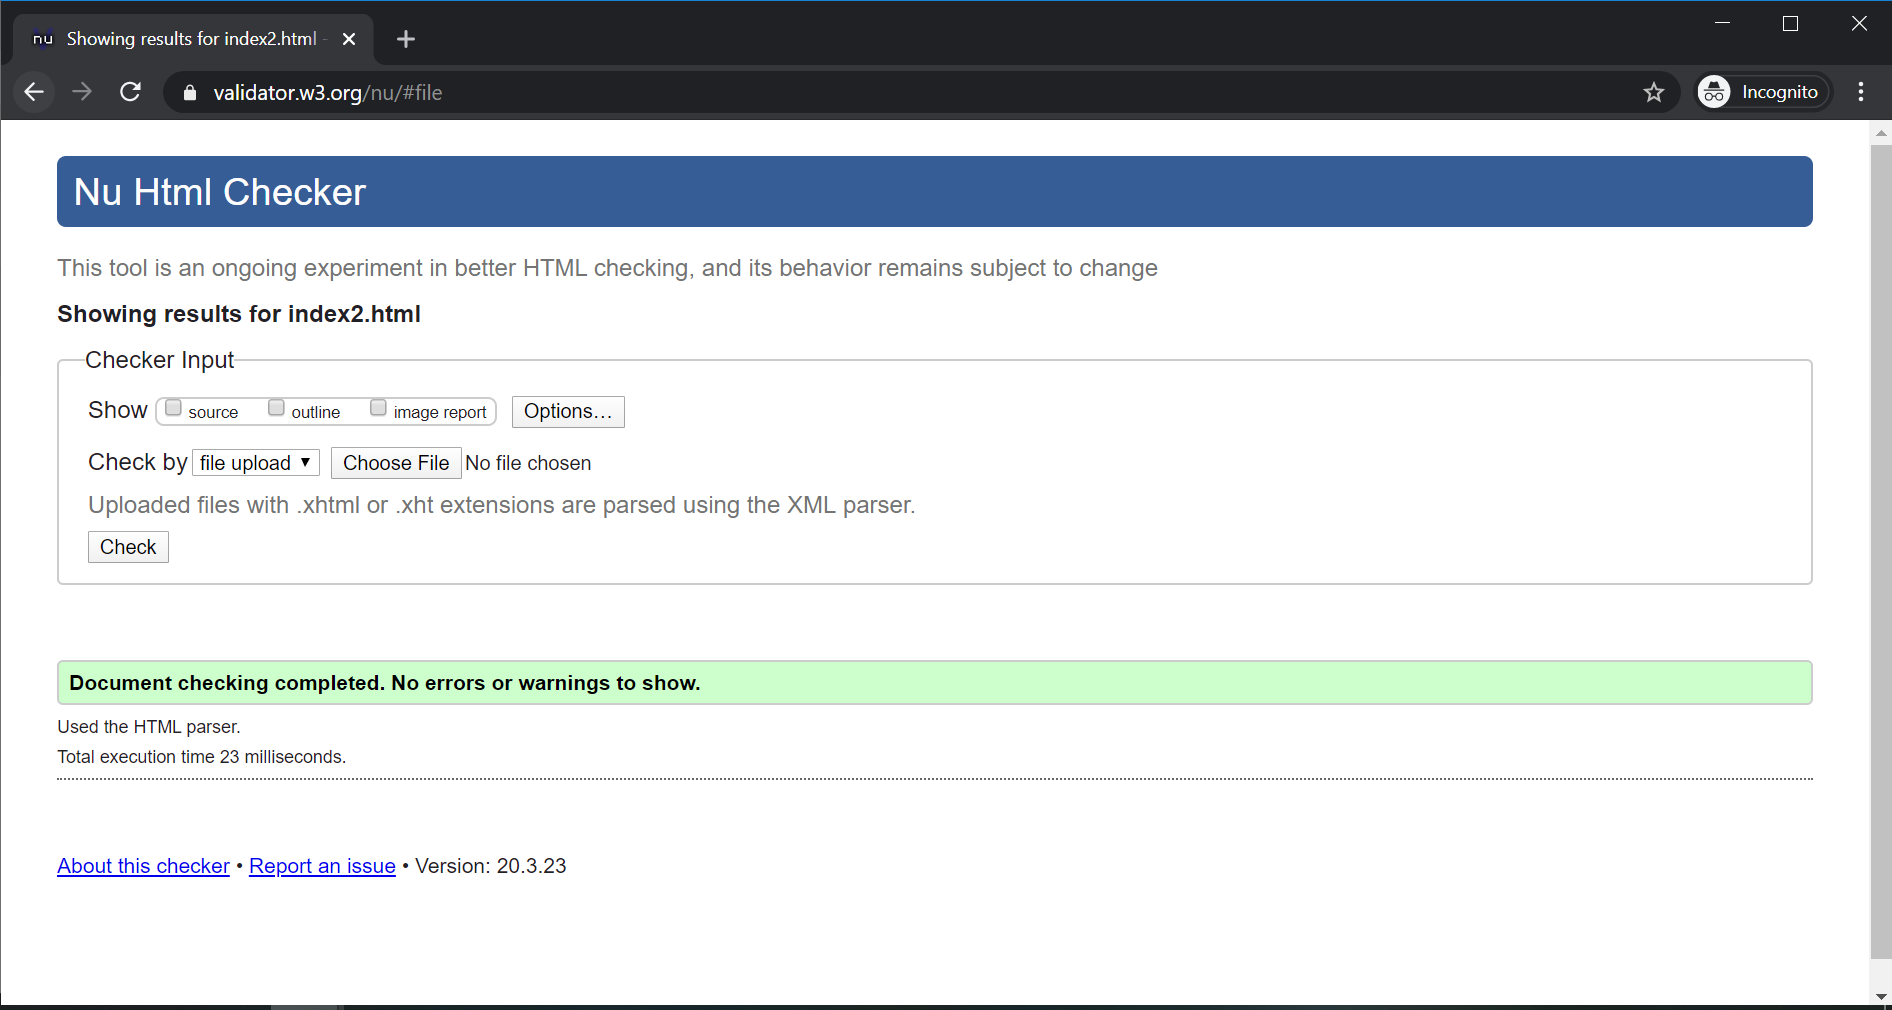 nu Showing results for index2.html -
validator.w3.org/nu/#file Incognito
Nu Html Checker
This tool is an ongoing experiment in better HTML checking, and its behavior remains subject to change
Showing results for index2.html
Checker Input
Show source outline image report Options...
Check by file upload Choose File No file chosen
Uploaded files with .xhtml or .xht extensions are parsed using the XML parser.
Check
Document checking completed. No errors or warnings to show.
Used the HTML parser.
Total execution time 23 milliseconds.
About this checker • Report an issue • Version: 20.3.23